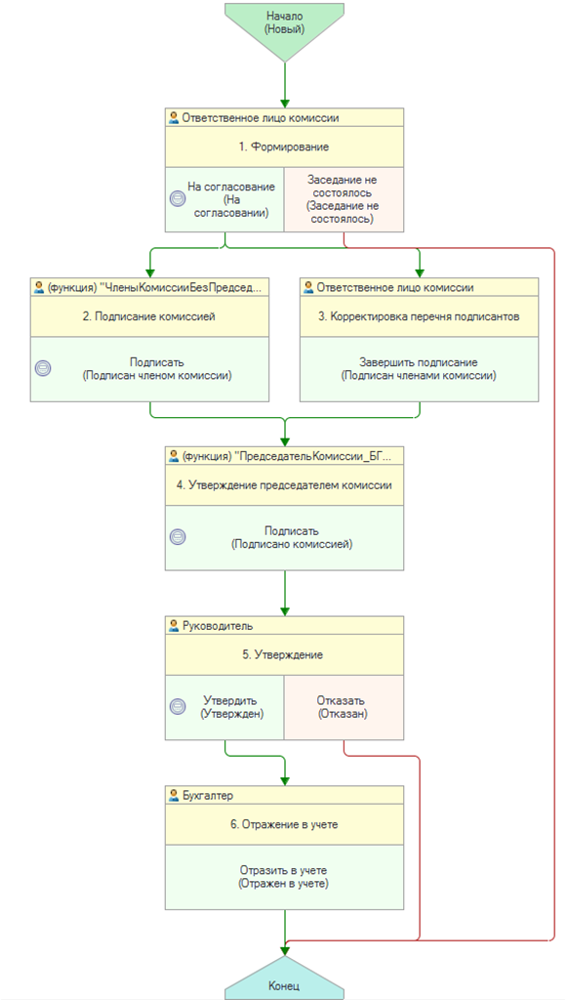 Начало
(Новый)
Ответственное лицо комиссии
1. Формирование
На согласование
(На
согласовании)
Заседание не
состоялось
(Заседание не
состоялось)
(функция) "ЧленыКомиссииБезПредсед...
2. Подписание комиссией
Подписать
(Подписан членом комиссии)
Ответственное лицо комиссии
3. Корректировка перечня подписантов
Завершить подписание
(Подписан членами комиссии)
(функция) "ПредседательКомиссии_БГ...
4. Утверждение председателем комиссии
Подписать
(Подписано комиссией)
Руководитель
5. Утверждение
Утвердить
(Утвержден)
Отказать
(Отказан)
Бухгалтер
6. Отражение в учете
Отразить в учете
(Отражен в учете)
Конец